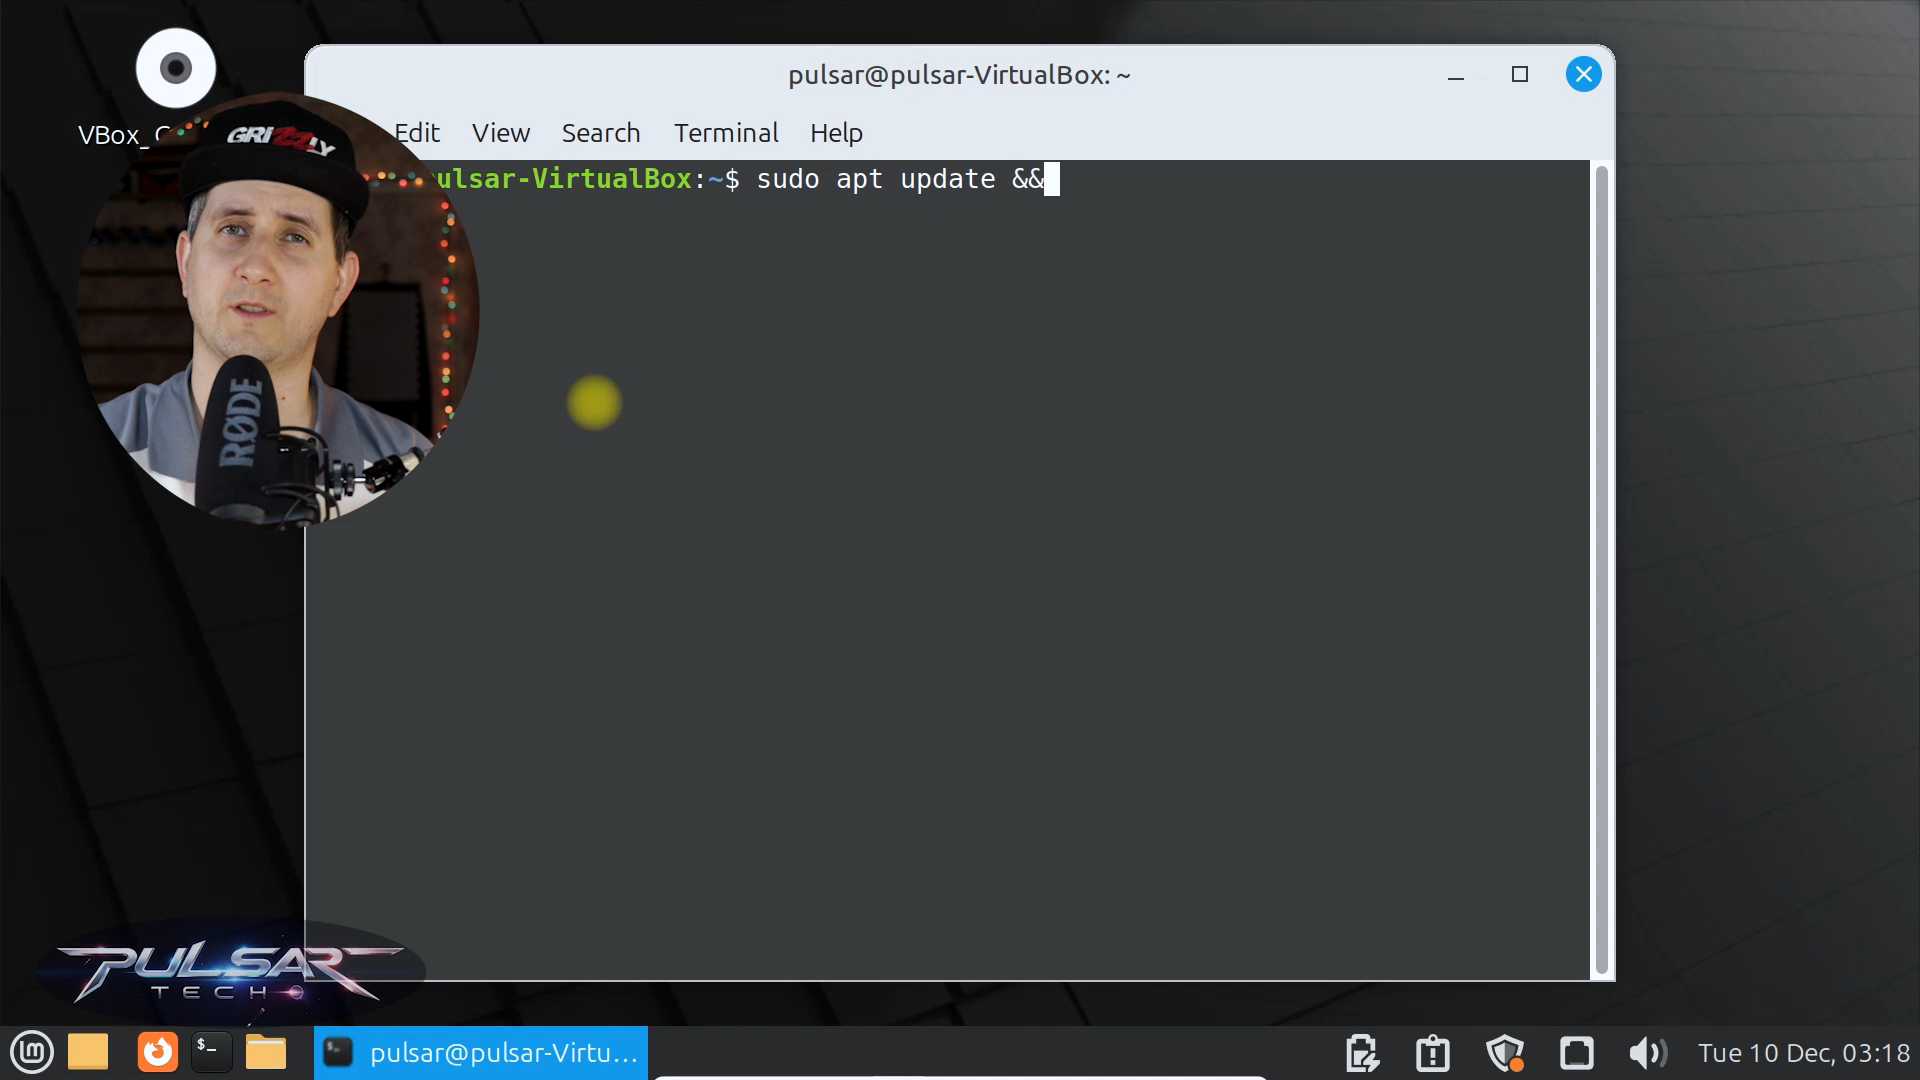 pulsar@pulsar-VirtualBox: ~
VBox_
Edit View Search Terminal Help
GRIZZLY
ulsar-VirtualBox:~$ sudo apt update &&
RØDE
PULSAR
TECH
$_
pulsar@pulsar-Virtu...
Tue 10 Dec, 03:18